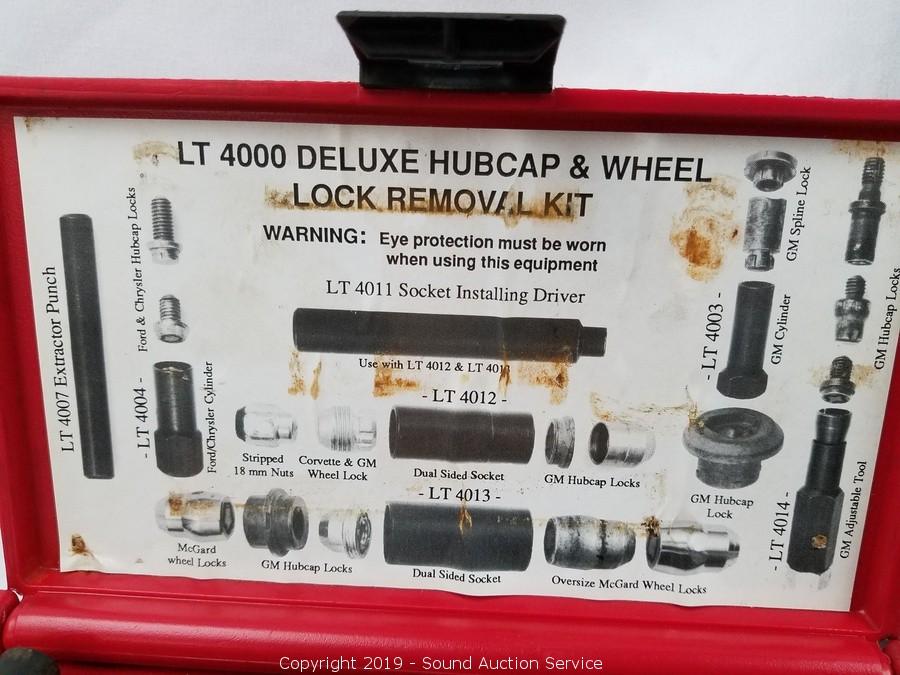 LT 4000 DELUXE HUBCAP & WHEEL
LOCK REMOVAL KIT
WARNING: Eye protection must be worn
when using this equipment
LT 4011 Socket Installing Driver
Use with LT 4012 & LT 4013
LT 4007 Extractor Punch
Ford & Chrysler Hubcap Locks
- LT 4004 -
Ford/Chrysler Cylinder
Stripped
18 mm Nuts
Corvette & GM
Wheel Lock
- LT 4012 -
Dual Sided Socket
GM Hubcap Locks
- LT 4003 -
GM Spline Lock
GM Cylinder
GM Hubcap Locks
GM Hubcap
Lock
- LT 4014 -
GM Adjustable Tool
McGard
wheel Locks
GM Hubcap Locks
- LT 4013 -
Dual Sided Socket
Oversize McGard Wheel Locks
Copyright 2019 - Sound Auction Service